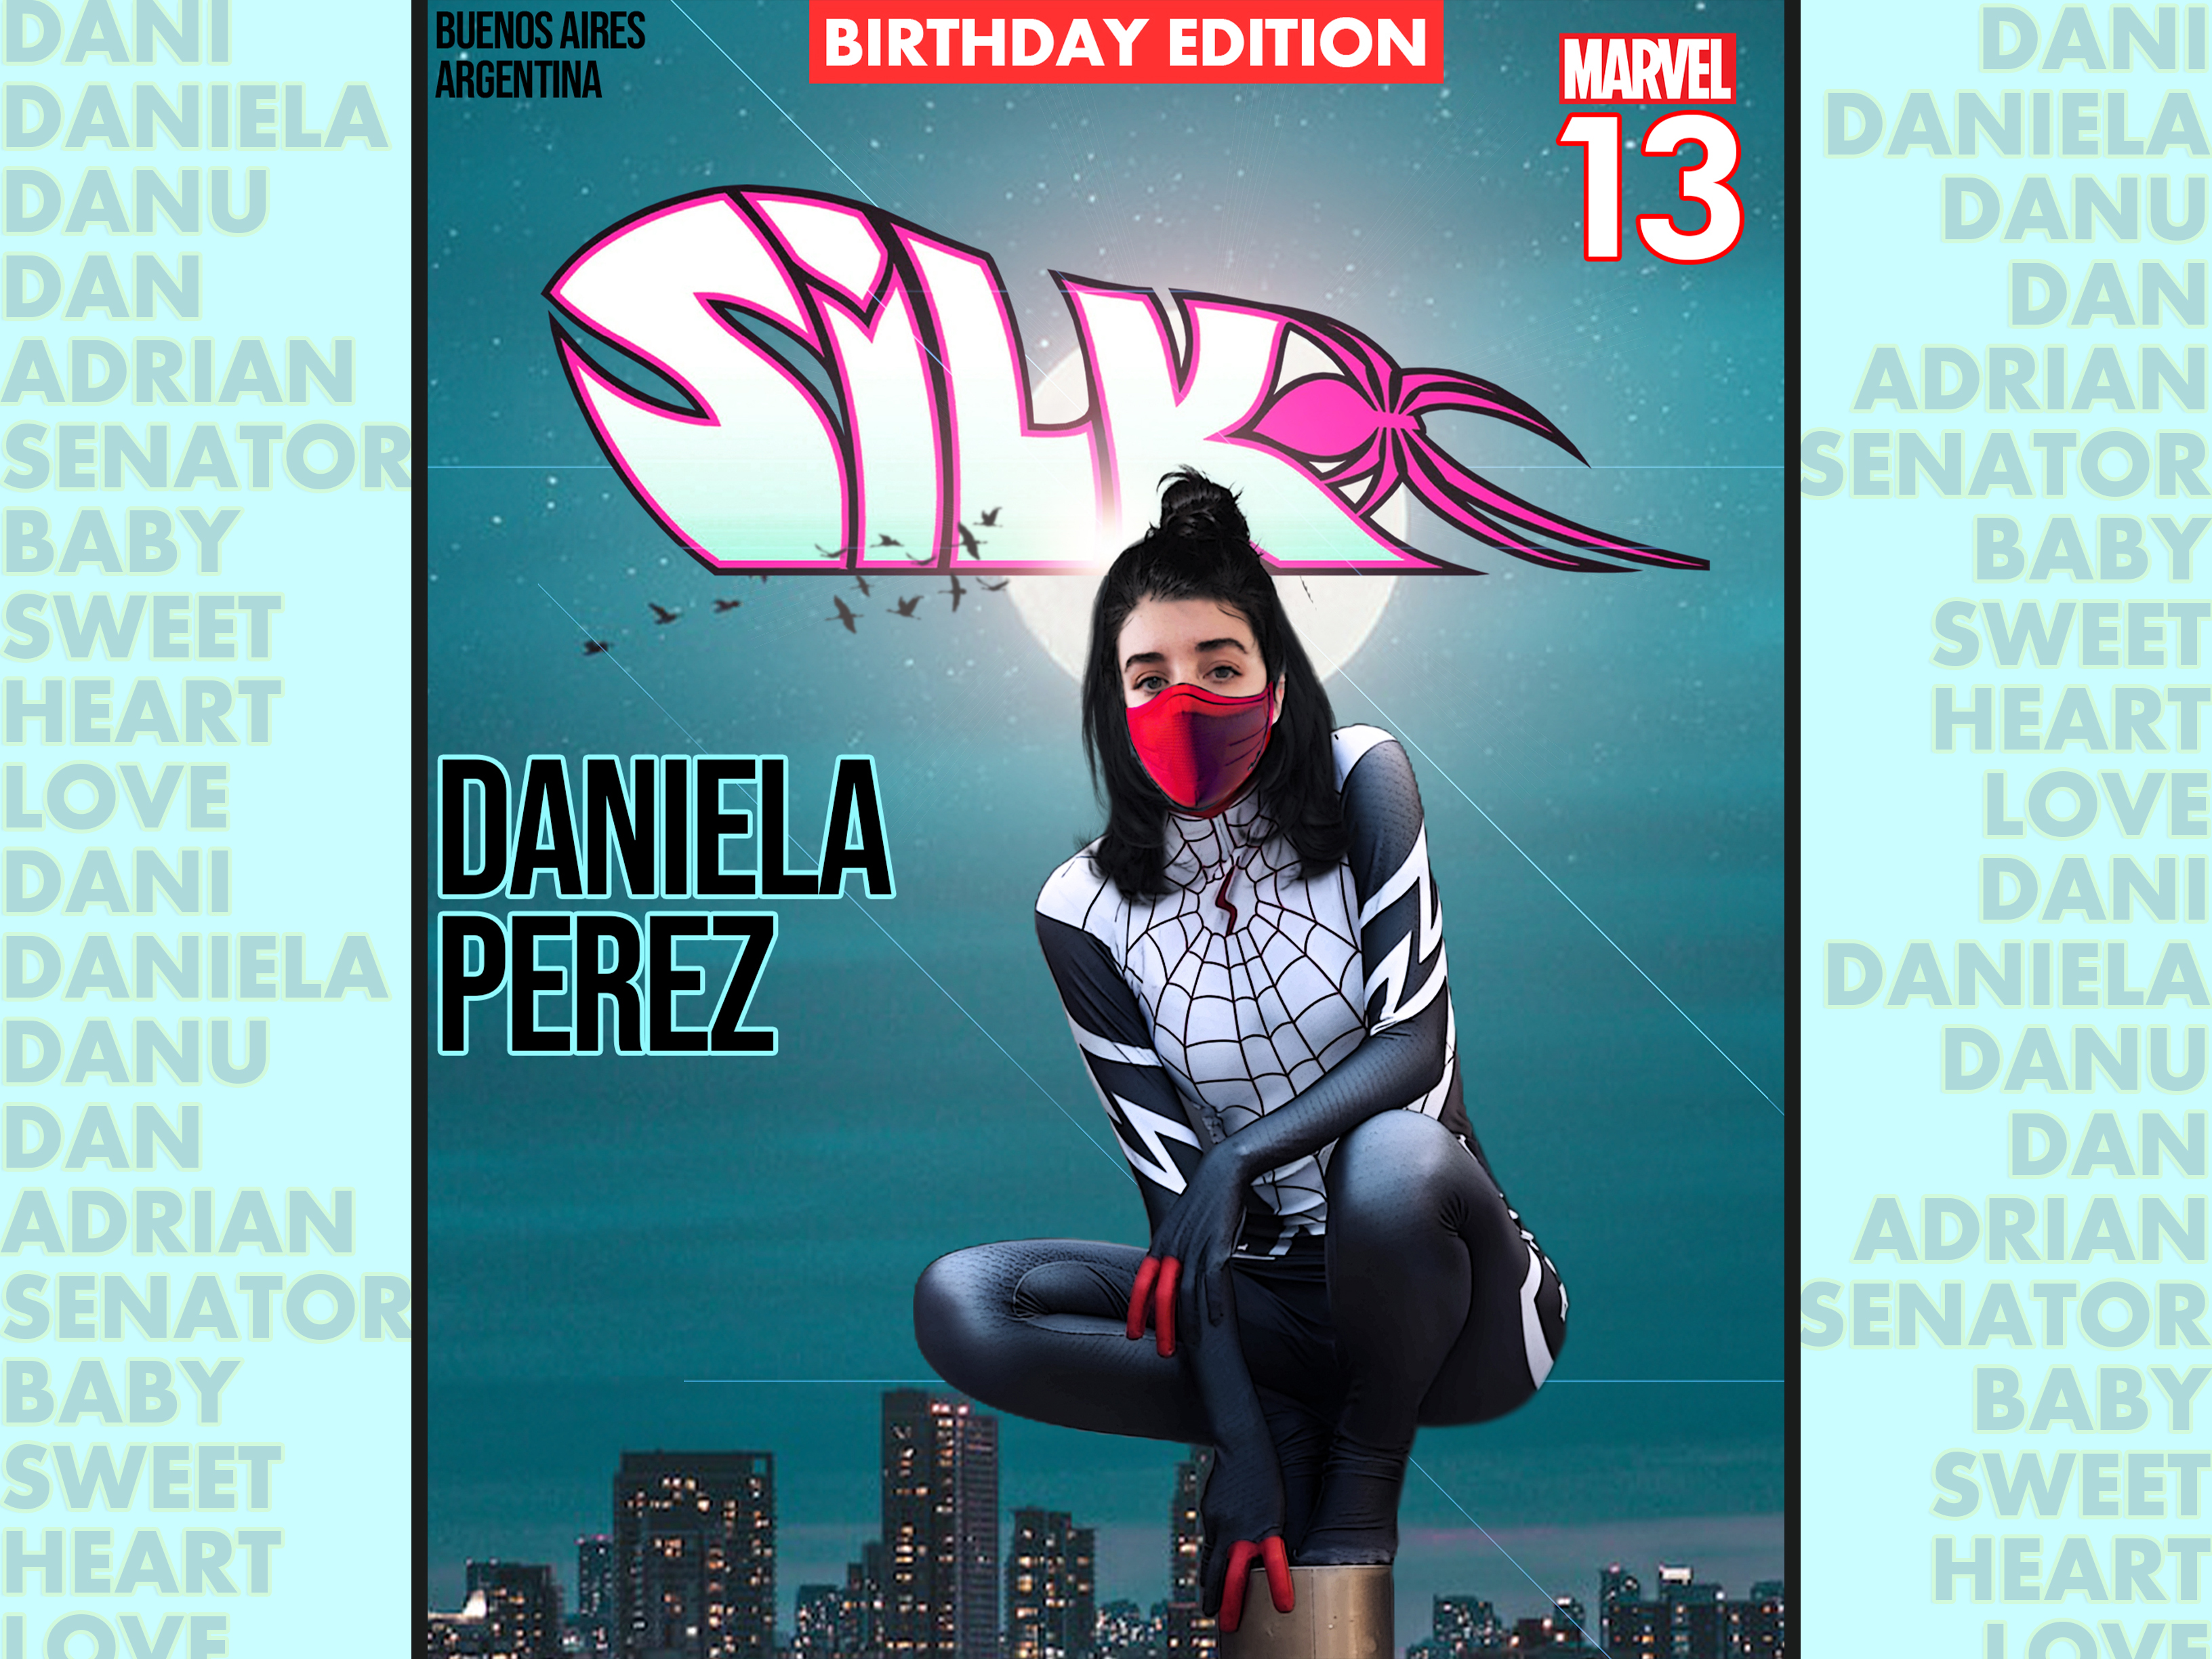 DANI
DANIELA
DANU
DAN
ADRIAN
SENATOR
BABY
SWEET
HEART
LOVE
DANI
DANIELA
DANU
DAN
ADRIAN
SENATOR
BABY
SWEET
HEART
LOVE
BUENOS AIRES
ARGENTINA
BIRTHDAY EDITION
MARVEL
13
SILK
DANIELA
PEREZ
DANI
DANIELA
DANU
DAN
ADRIAN
SENATOR
BABY
SWEET
HEART
LOVE
DANI
DANIELA
DANU
DAN
ADRIAN
SENATOR
BABY
SWEET
HEART
LOVE